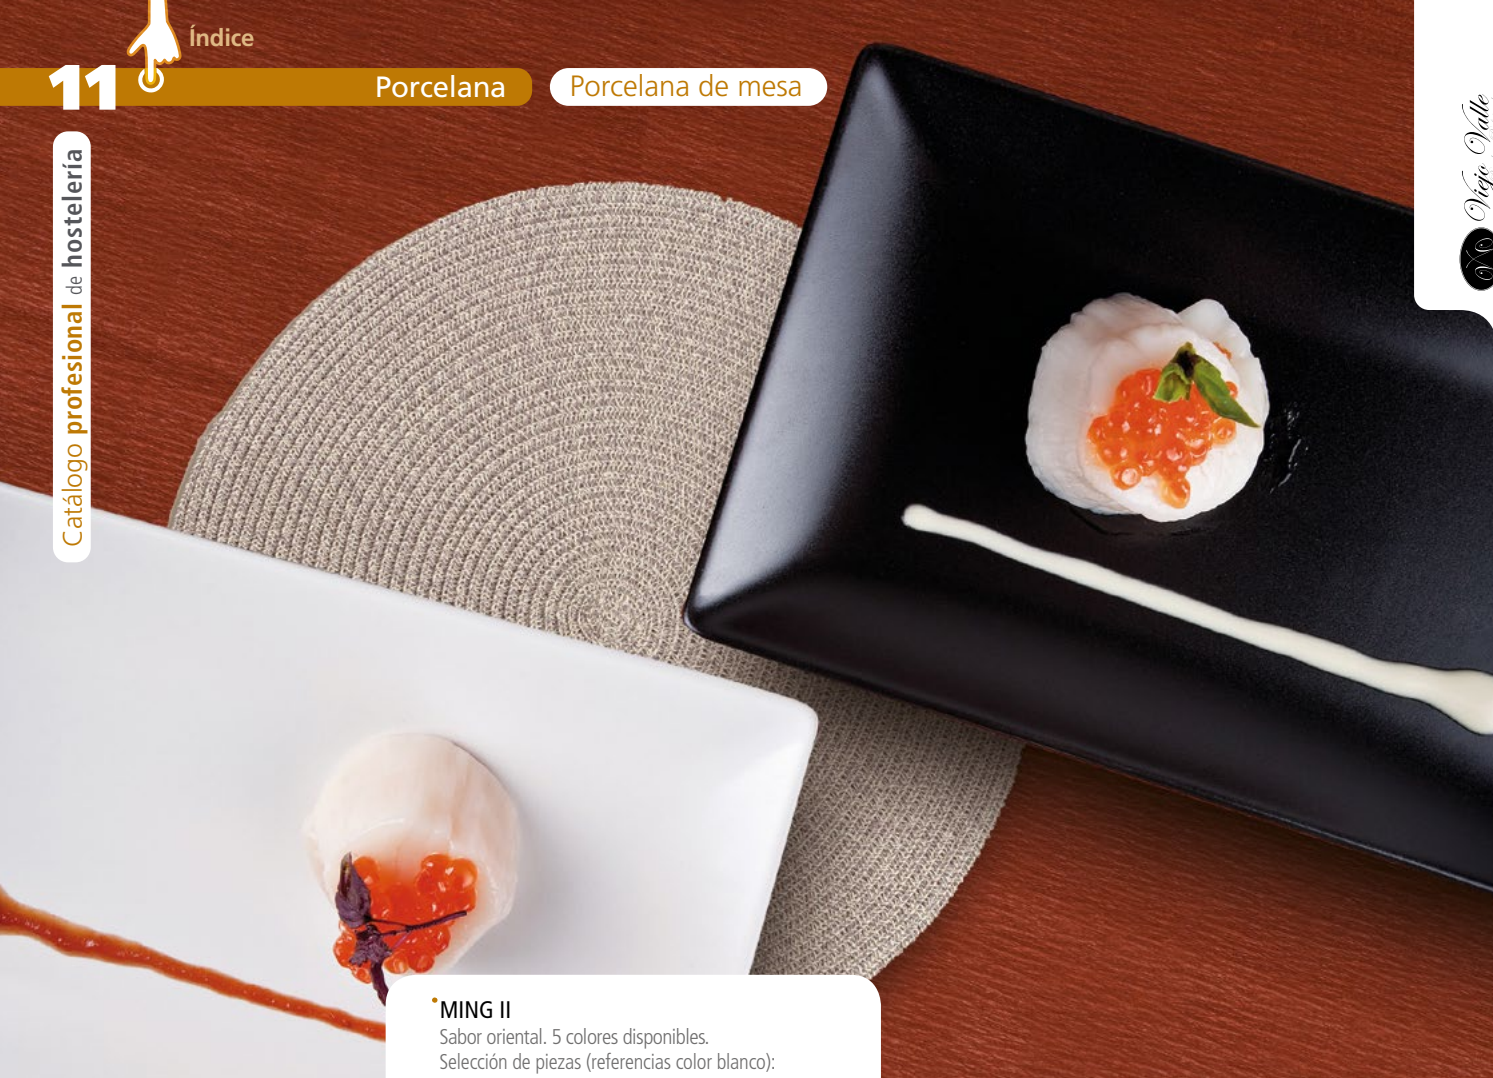 Índice
11
Porcelana
Porcelana de mesa
Catálogo profesional de hostelería
Viejo Valle
MING II
Sabor oriental. 5 colores disponibles.
Selección de piezas (referencias color blanco):